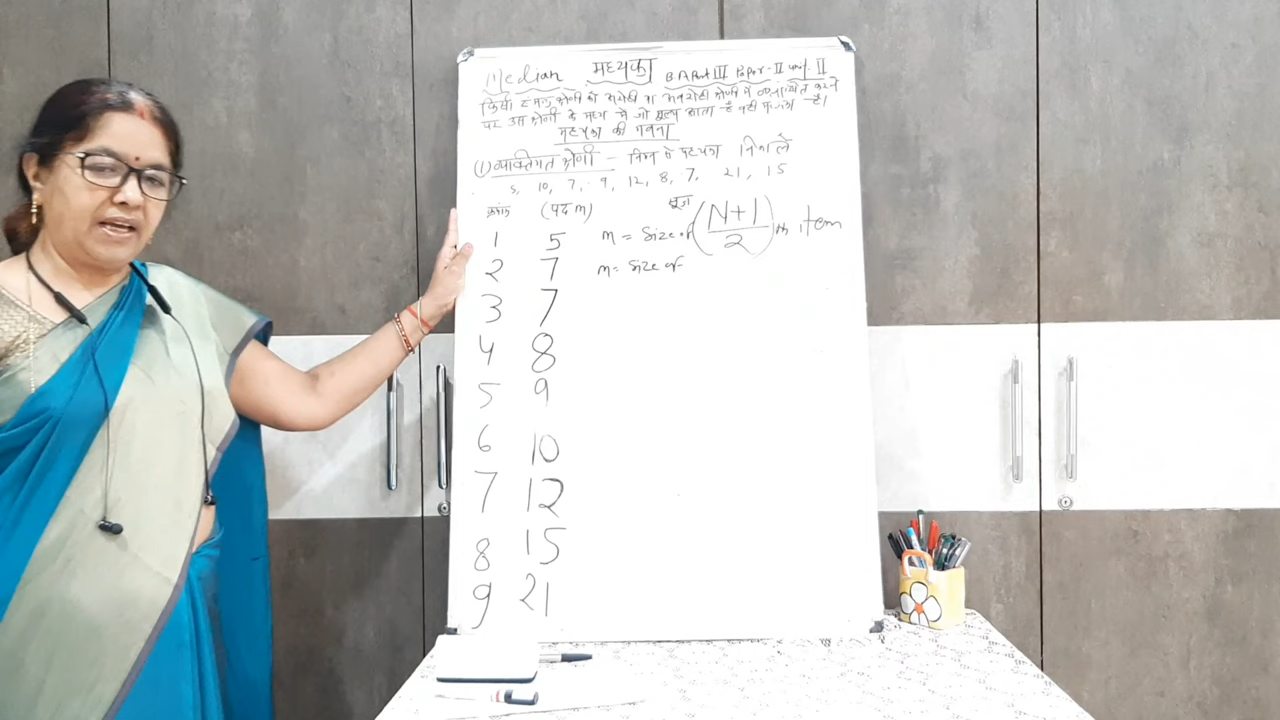 Median मध्यका BA Part III Paper-II Unit-II
किसी समंक श्रेणी को आरोही या अवरोही श्रेणी में व्यवस्थित करने
पर उस श्रेणी के मध्य में जो मूल्य आता है वही मध्यका है।
मध्यका की गणना
(1) व्यक्तिगत श्रेणी - निम्न से मध्यका निकाले
5, 10, 7, 9, 12, 8, 7, 21, 15
(पद m) सूत्र
1 5 m = Size of (N+1/2)th item
2 7 m = Size of
3 7
4 8
5 9
6 10
7 12
8 15
9 21